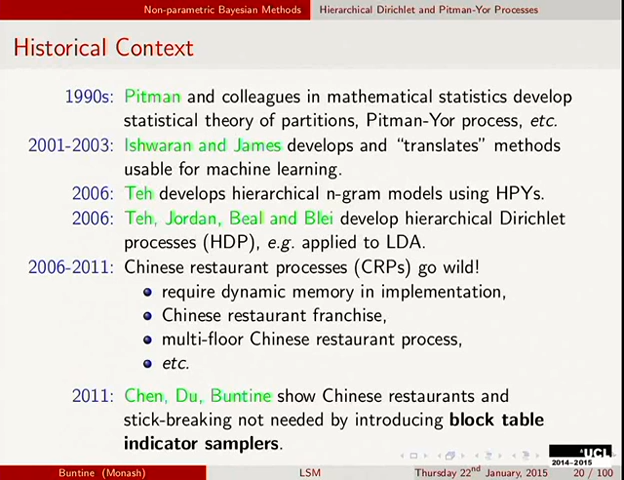 Non-parametric Bayesian Methods Hierarchical Dirichlet and Pitman-Yor Processes
Historical Context
1990s: Pitman and colleagues in mathematical statistics develop
statistical theory of partitions, Pitman-Yor process, etc.
2001-2003: Ishwaran and James develops and “translates” methods
usable for machine learning.
2006: Teh develops hierarchical n-gram models using HPYs.
2006: Teh, Jordan, Beal and Blei develop hierarchical Dirichlet
processes (HDP), e.g. applied to LDA.
2006-2011: Chinese restaurant processes (CRPs) go wild!
require dynamic memory in implementation,
Chinese restaurant franchise,
multi-floor Chinese restaurant process,
etc.
2011: Chen, Du, Buntine show Chinese restaurants and
stick-breaking not needed by introducing block table
indicator samplers.
UCL
2014-2015
Buntine (Monash) LSM Thursday 22nd January, 2015 20 / 100